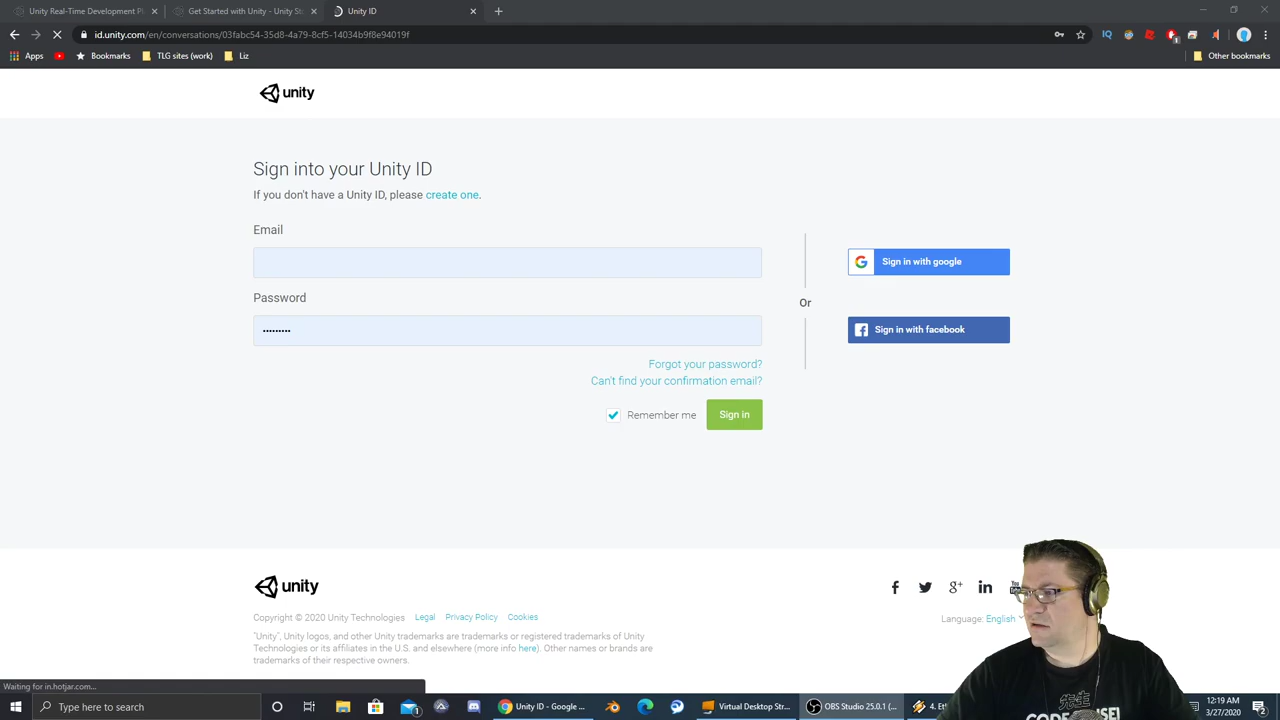 Unity Real-Time Development Pl
Get Started with Unity - Unity Sto
Unity ID
id.unity.com/en/conversations/03fabc54-35d8-4a79-8cf5-14034b9f8e94019f
Apps
Bookmarks
TLG sites (work)
Liz
Other bookmarks
unity
Sign into your Unity ID
If you don't have a Unity ID, please create one.
Email
Password
Sign in with google
Or
Sign in with facebook
Forgot your password?
Can't find your confirmation email?
Remember me
Sign in
unity
Copyright © 2020 Unity Technologies Legal Privacy Policy Cookies
Language: English
"Unity", Unity logos, and other Unity trademarks are trademarks or registered trademarks of Unity
Technologies or its affiliates in the U.S. and elsewhere (more info here). Other names or brands are
trademarks of their respective owners.
Waiting for in.hotjar.com...
Type here to search
Unity ID - Google ...
Virtual Desktop Str...
OBS Studio 25.0.1 (...
12:19 AM
3/27/2020
先生